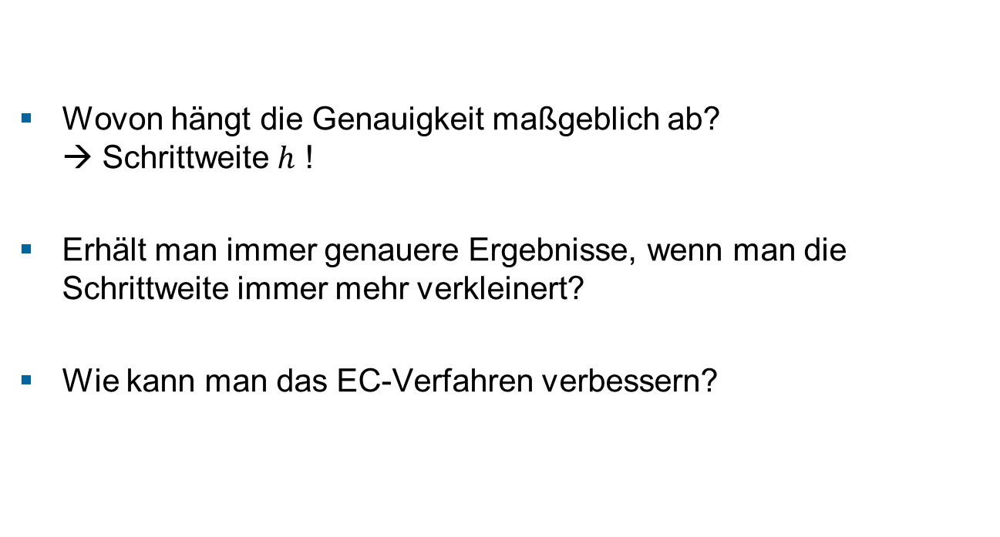 ▪ Wovon hängt die Genauigkeit maßgeblich ab?
→ Schrittweite h !
▪ Erhält man immer genauere Ergebnisse, wenn man die
Schrittweite immer mehr verkleinert?
▪ Wie kann man das EC-Verfahren verbessern?